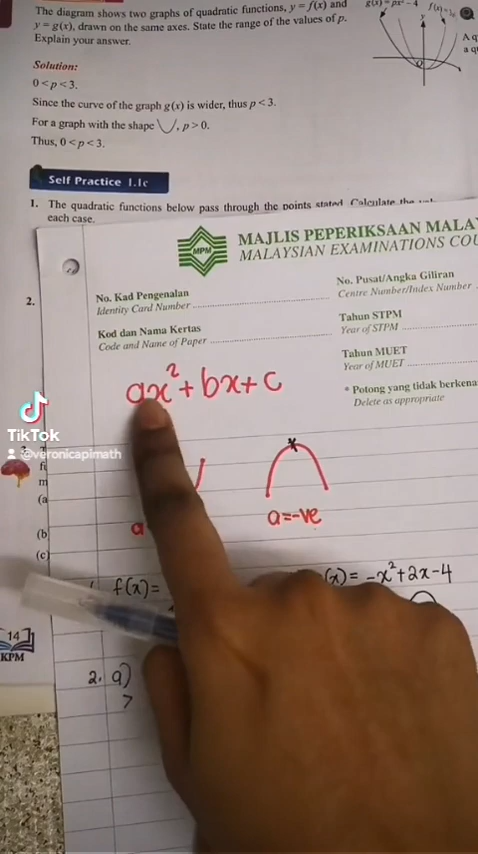 The diagram shows two graphs of quadratic functions, y = f(x) and
y = g(x), drawn on the same axes. State the range of the values of p.
Explain your answer.
Solution:
0 < p < 3.
Since the curve of the graph g(x) is wider, thus p < 3.
For a graph with the shape , p > 0.
Thus, 0 < p < 3.
Self Practice 1.1c
1. The quadratic functions below pass through the points stated. Calculate the
each case.
2.
MPM
MAJLIS PEPERIKSAAN MALA
MALAYSIAN EXAMINATIONS COU
No. Kad Pengenalan
Identity Card Number
No. Pusat/Angka Giliran
Centre Number/Index Number
Kod dan Nama Kertas
Code and Name of Paper
Tahun STPM
Year of STPM
Tahun MUET
Year of MUET
* Potong yang tidak berkena
Delete as appropriate
ax²+bx+c
TikTok
@veronicapimath
a
a=-ve
(a
(b)
(c)
f(x)=
(x) = -x²+2x-4
14
KPM
2. a)